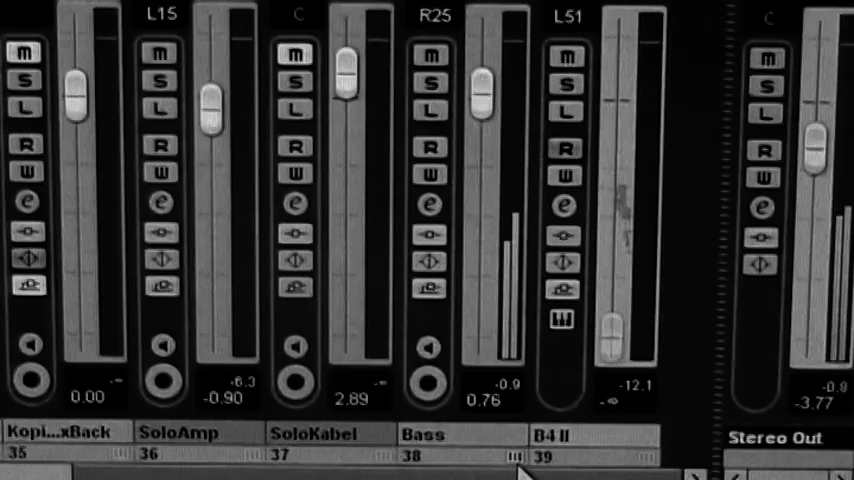 L15 C R25 L51 C
m m m m m m
S S S S S S
L L L L L L
R R R R R R
W W W W W W
e e e e e e
-∞ -6.3 -∞ -0.9 -12.1 -0.9
0.00 -0.90 2.89 0.76 -∞ -3.77
Kopi...xBack SoloAmp SoloKabel Bass B4 II Stereo Out
35 36 37 38 39